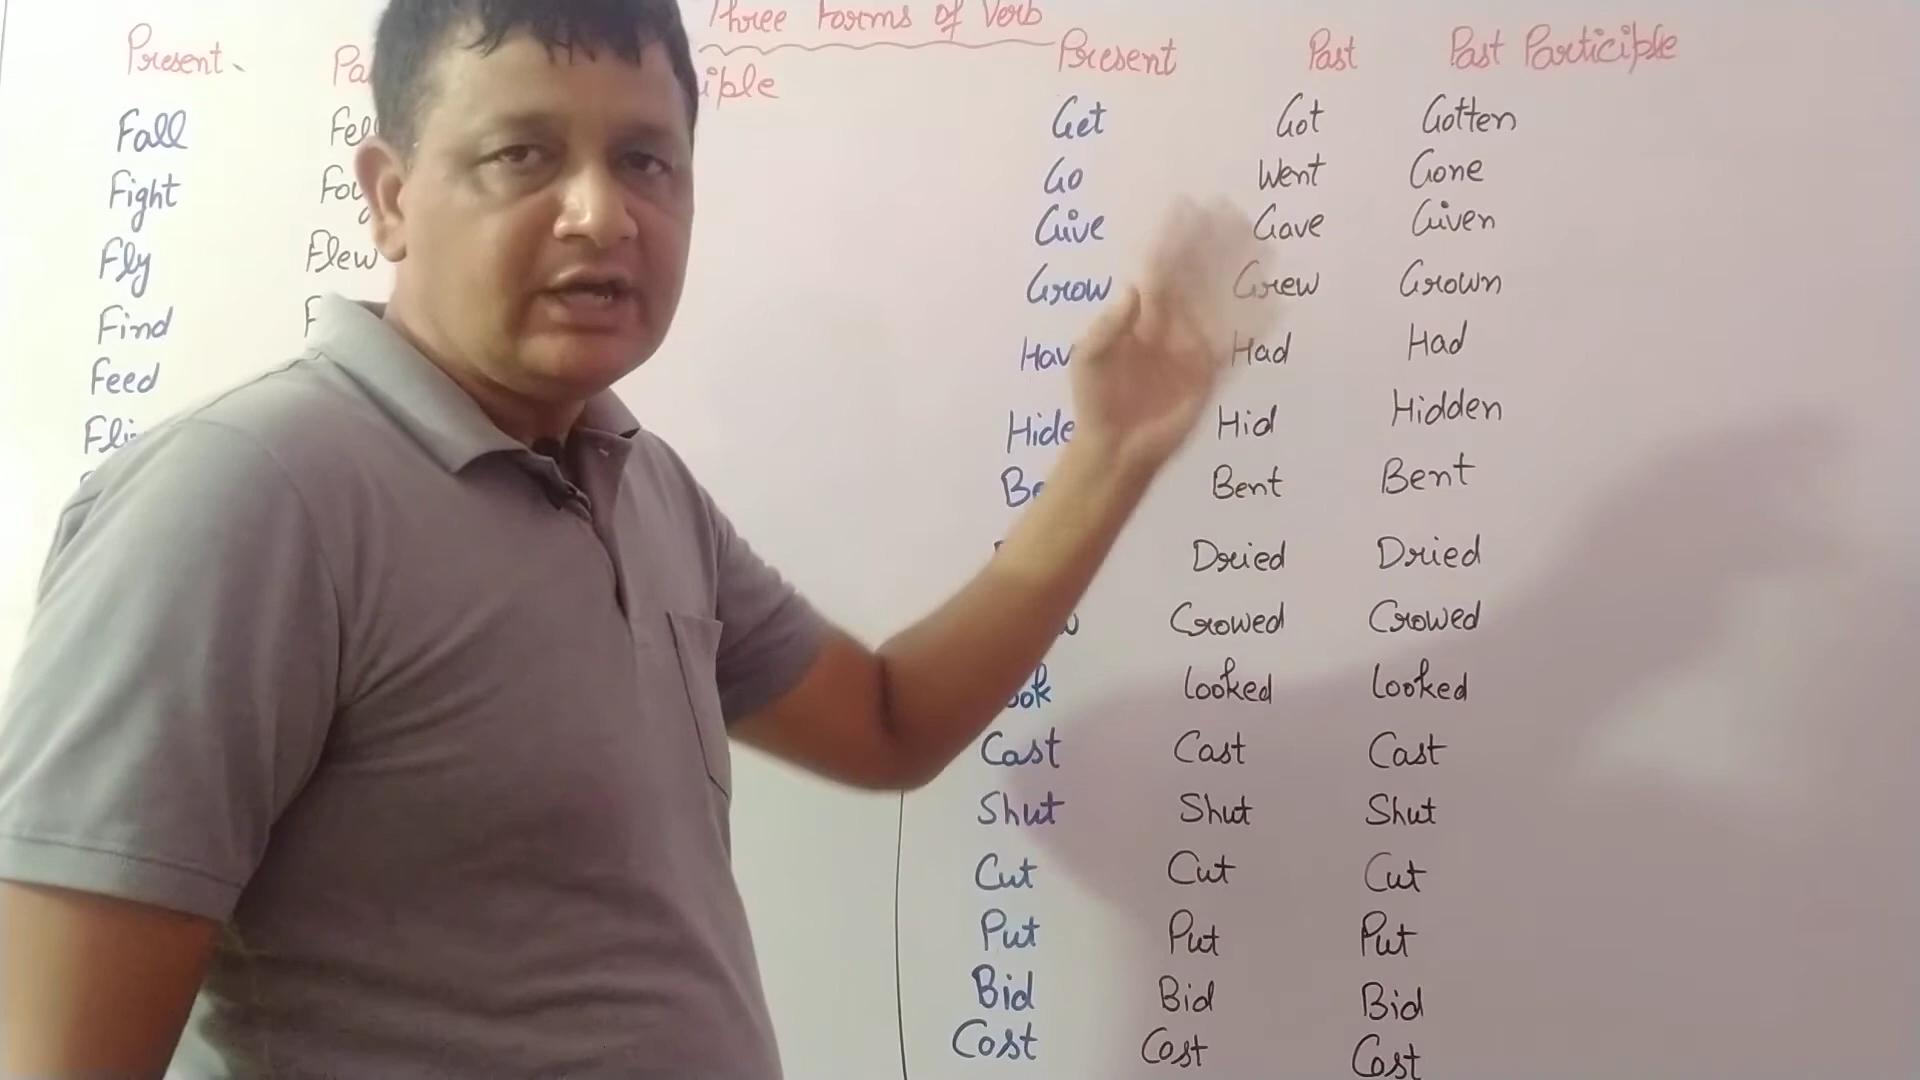 Three Forms of Verb
Present Past Past Participle
Present
Fall
Fight
Fly Flew
Find
Feed
Get Got Gotten
Go Went Gone
Give Gave Given
Grow Grew Grown
Had Had
Hide Hid Hidden
Bent Bent
Dried Dried
Crowed Crowed
Looked Looked
Cast Cast Cast
Shut Shut Shut
Cut Cut Cut
Put Put Put
Bid Bid Bid
Cost Cost Cost